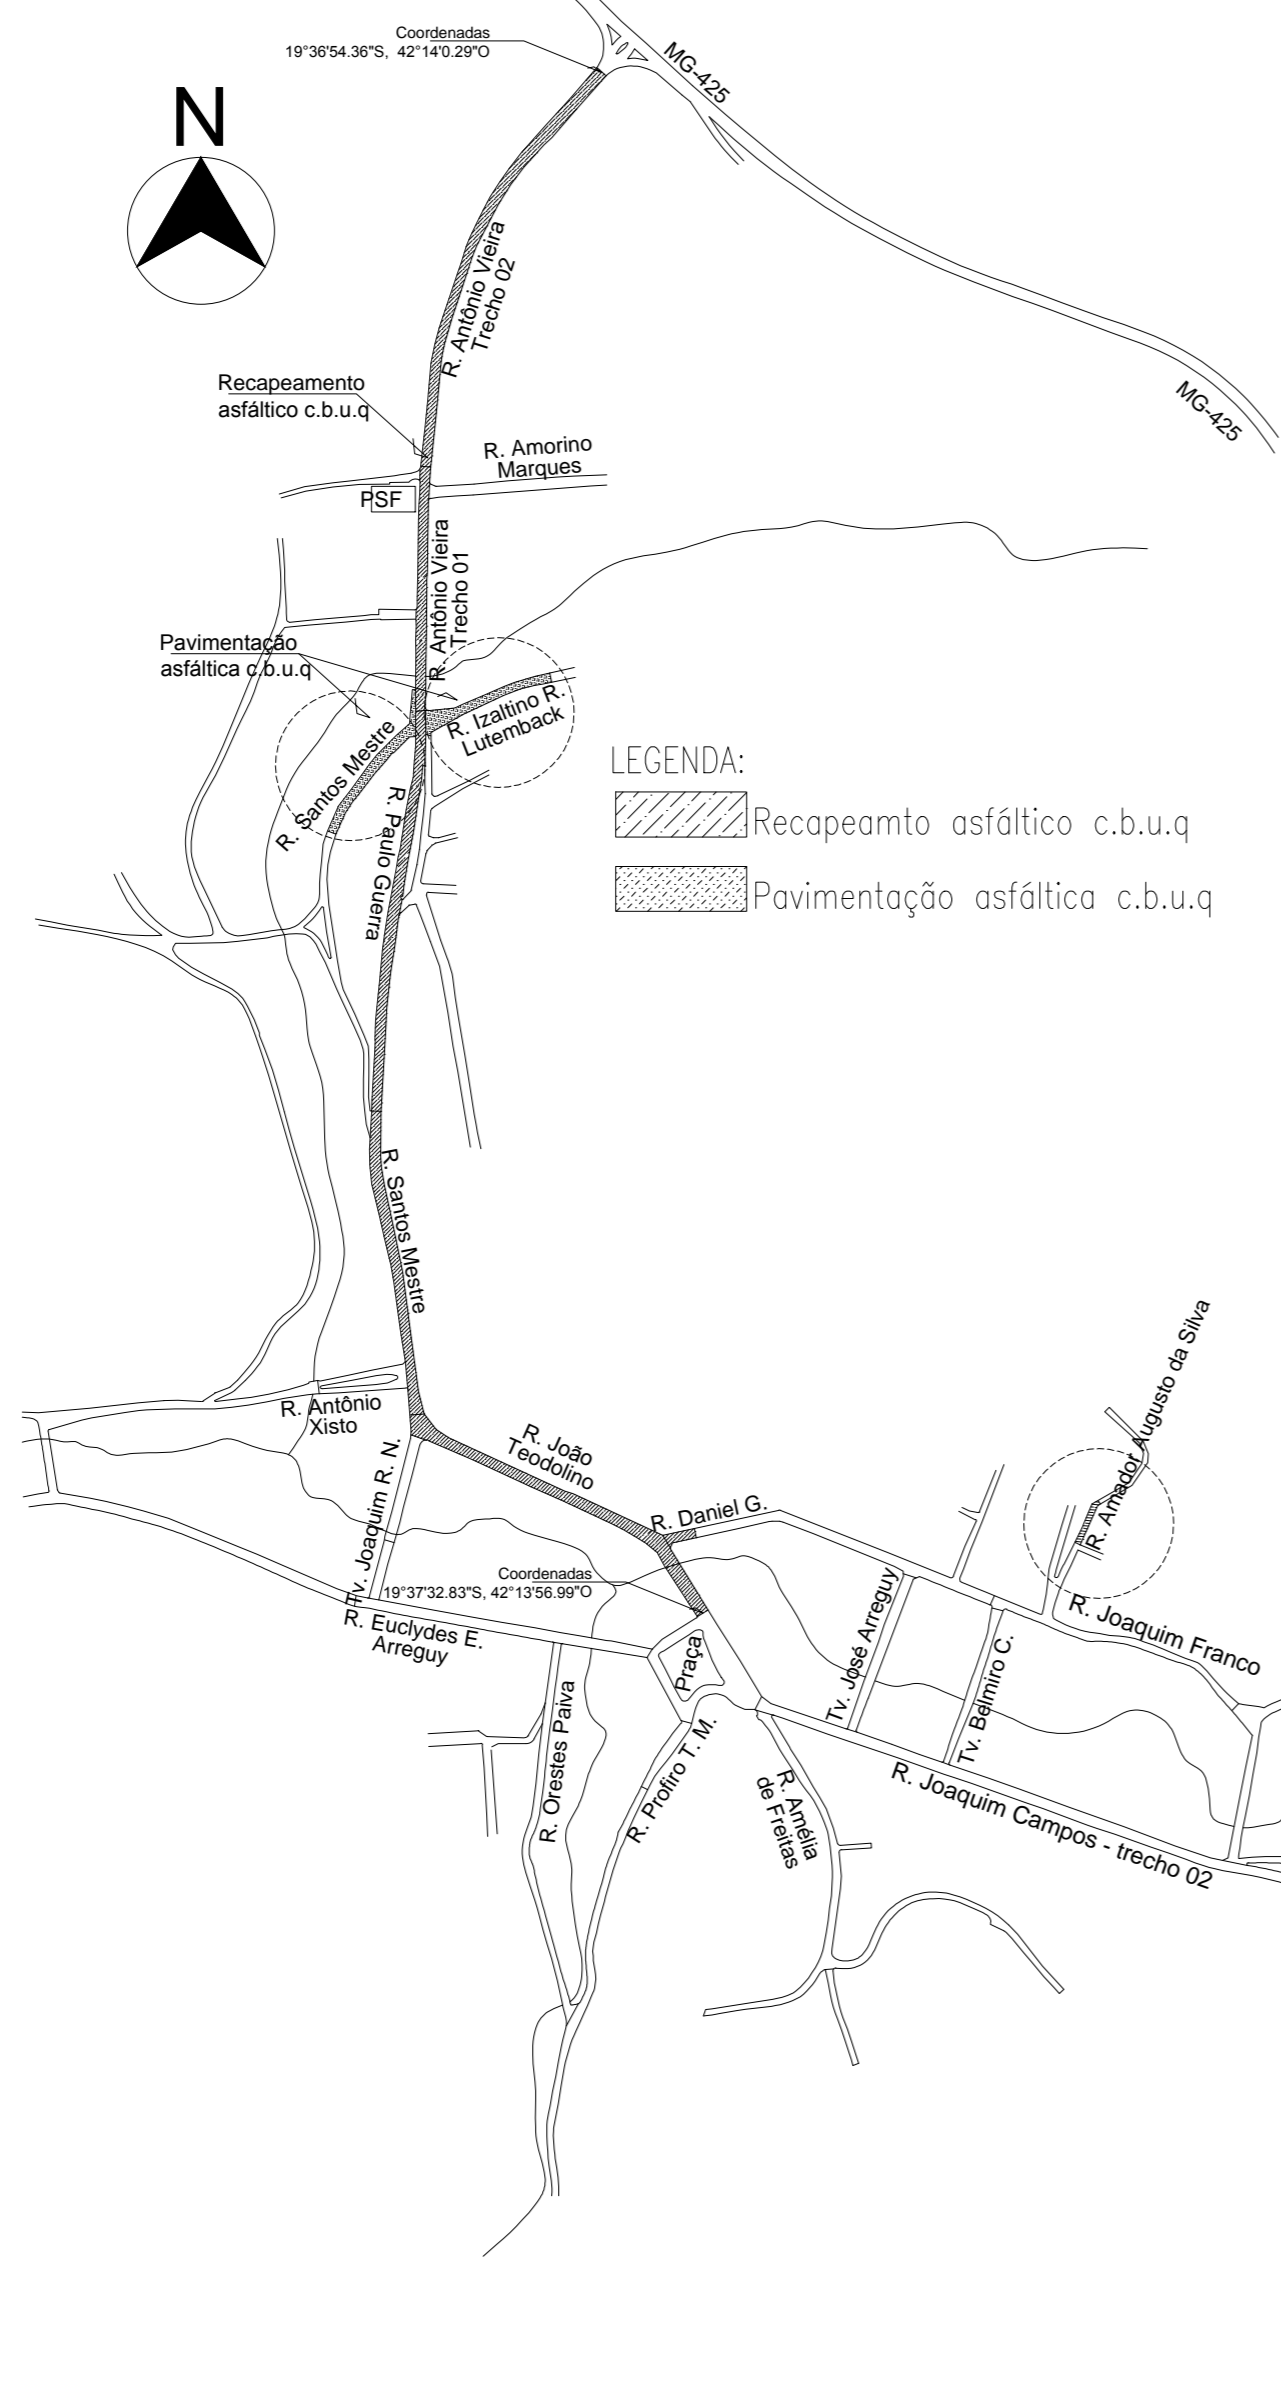 Coordenadas
19°36'54.36"S, 42°14'0.29"O
MG-425
N
R. Antônio Vieira
Trecho 02
MG-425
Recapeamento
asfáltico c.b.u.q
R. Amorino
Marques
PSF
R. Antônio Vieira
Trecho 01
Pavimentação
asfáltica c.b.u.q
R. Izaltino R.
Lutemback
R. Santos Mestre
R. Paulo Guerra
LEGENDA:
Recapeamto asfáltico c.b.u.q
Pavimentação asfáltica c.b.u.q
R. Santos Mestre
R. Amador Augusto da Silva
R. Antônio
Xisto
R. João
Teodolino
Tv. Joaquim R. N.
R. Daniel G.
Coordenadas
19°37'32.83"S, 42°13'56.99"O
R. Euclydes E.
Arreguy
R. Joaquim Franco
Praça
Tv. José Arreguy
Tv. Belmiro C.
R. Orestes Paiva
R. Profiro T. M.
R. Amélia
de Freitas
R. Joaquim Campos - trecho 02